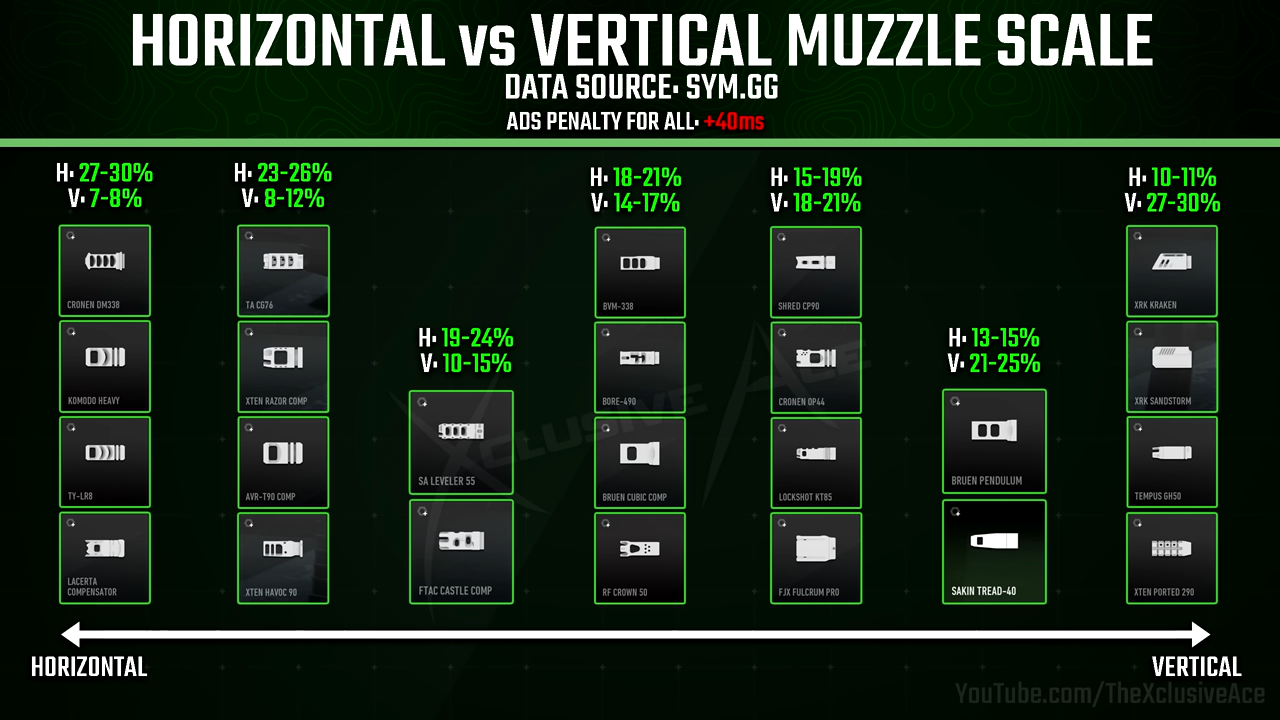 HORIZONTAL vs VERTICAL MUZZLE SCALE
DATA SOURCE: SYM.GG
ADS PENALTY FOR ALL: +40ms
H: 27-30%
V: 7-8%
CRONEN DM338
KOMODO HEAVY
TY-LR8
LACERTA
COMPENSATOR
H: 23-26%
V: 8-12%
TA CG76
XTEN RAZOR COMP
AVR-T90 COMP
XTEN HAVOC 90
H: 19-24%
V: 10-15%
SA LEVELER 55
FTAC CASTLE COMP
H: 18-21%
V: 14-17%
BVM-338
BORE-490
BRUEN CUBIC COMP
RF CROWN 50
H: 15-19%
V: 18-21%
SHRED CP90
CRONEN OP44
LOCKSHOT KT85
FJX FULCRUM PRO
H: 13-15%
V: 21-25%
BRUEN PENDULUM
SAKIN TREAD-40
H: 10-11%
V: 27-30%
XRK KRAKEN
XRK SANDSTORM
TEMPUS GH50
XTEN PORTED 290
XCLUSIVE ACE
HORIZONTAL
VERTICAL
YouTube.com/TheXclusiveAce